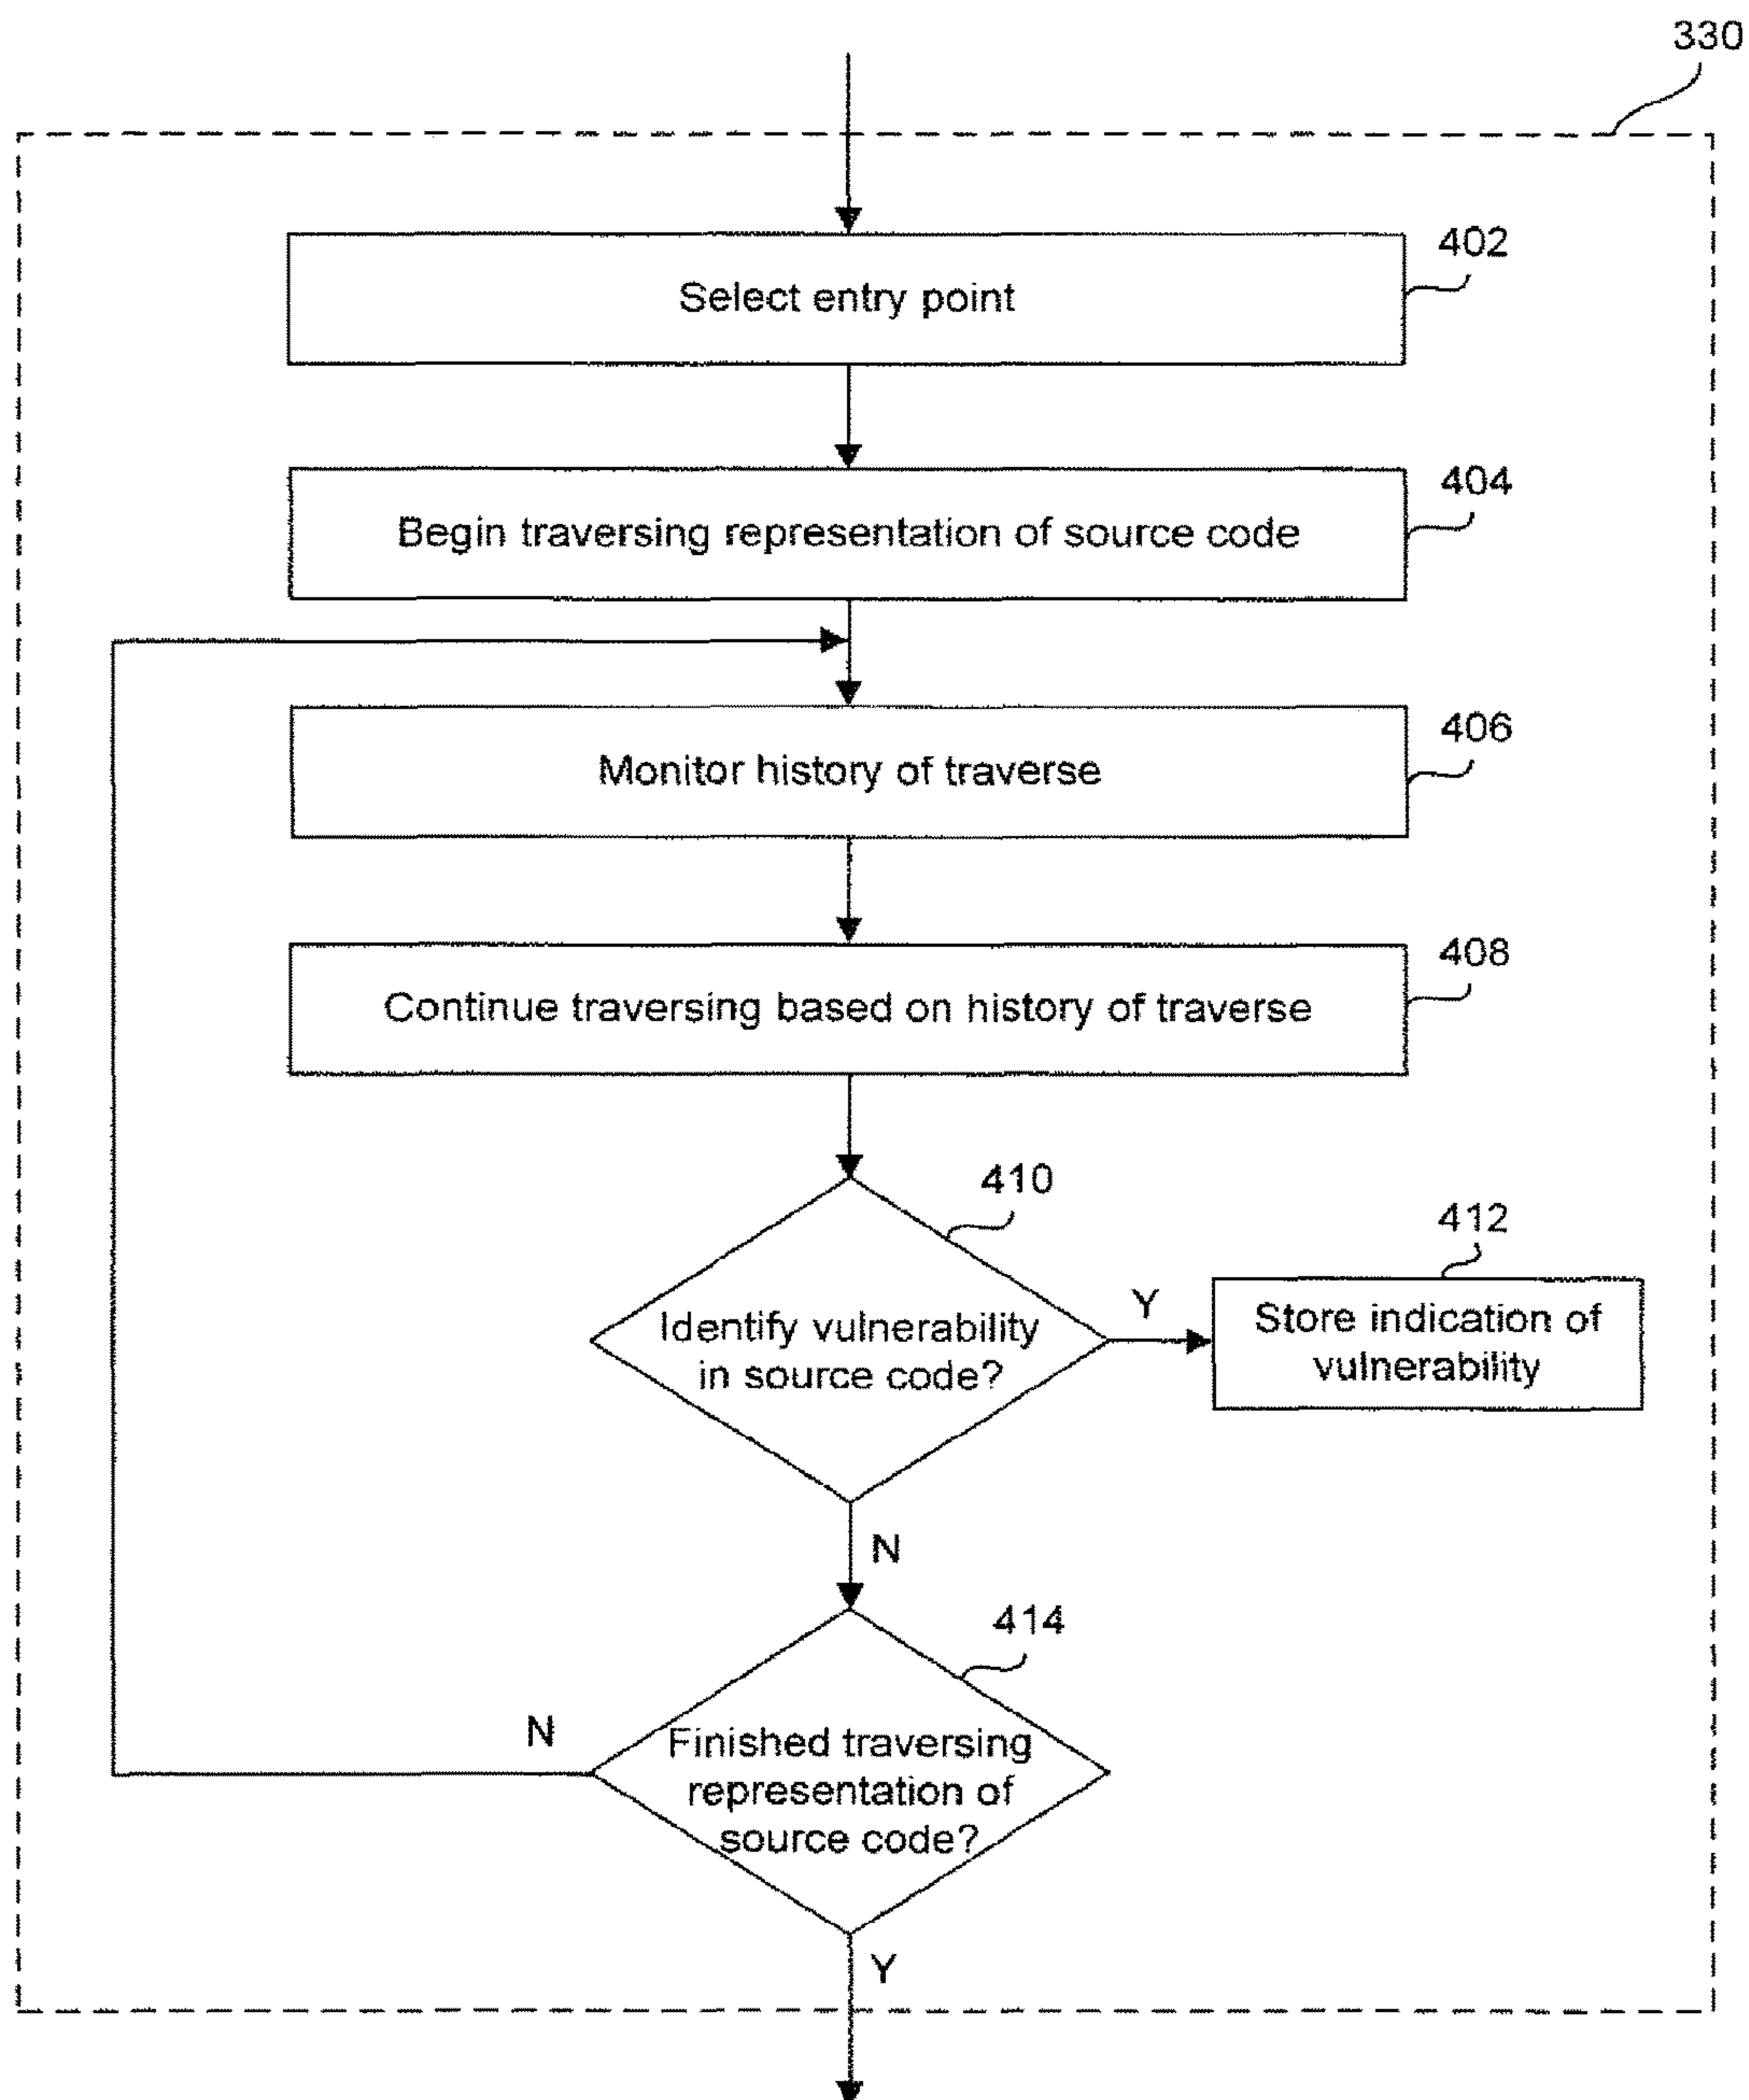 330
402
Select entry point
404
Begin traversing representation of source code
406
Monitor history of traverse
408
Continue traversing based on history of traverse
410
412
Identify vulnerability
in source code?
Y
Store indication of
vulnerability
N
414
N
Finished traversing
representation of
source code?
Y